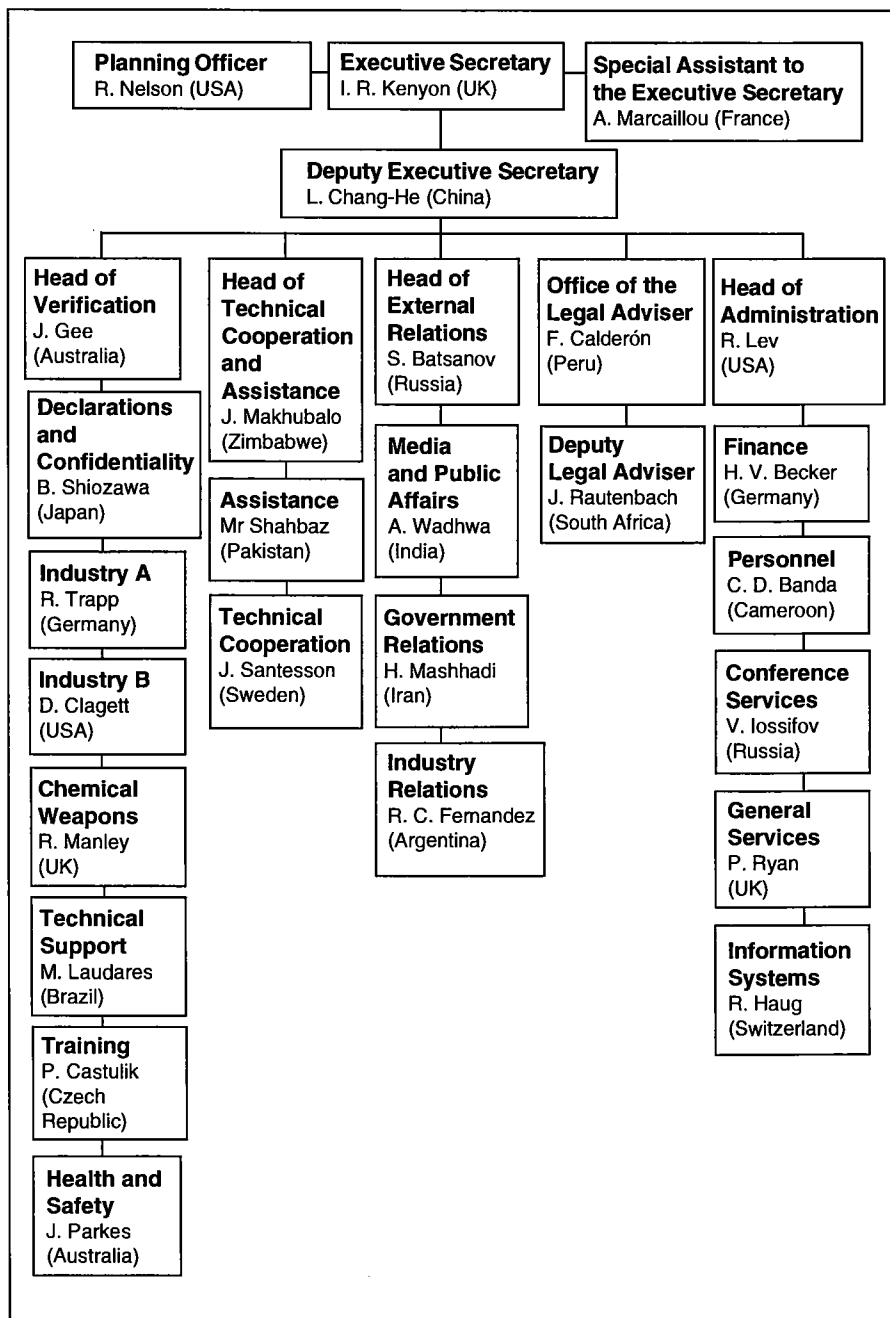 Planning Officer
R. Nelson (USA)
Executive Secretary
I. R. Kenyon (UK)
Special Assistant to
the Executive Secretary
A. Marcaillou (France)
Deputy Executive Secretary
L. Chang-He (China)
Head of
Verification
J. Gee
(Australia)
Declarations
and
Confidentiality
B. Shiozawa
(Japan)
Industry A
R. Trapp
(Germany)
Industry B
D. Clagett
(USA)
Chemical
Weapons
R. Manley
(UK)
Technical
Support
M. Laudares
(Brazil)
Training
P. Castulik
(Czech
Republic)
Health and
Safety
J. Parkes
(Australia)
Head of
Technical
Cooperation
and
Assistance
J. Makhubalo
(Zimbabwe)
Assistance
Mr Shahbaz
(Pakistan)
Technical
Cooperation
J. Santesson
(Sweden)
Head of
External
Relations
S. Batsanov
(Russia)
Media
and Public
Affairs
A. Wadhwa
(India)
Government
Relations
H. Mashhadi
(Iran)
Industry
Relations
R. C. Fernandez
(Argentina)
Office of the
Legal Adviser
F. Calderón
(Peru)
Deputy
Legal Adviser
J. Rautenbach
(South Africa)
Head of
Administration
R. Lev
(USA)
Finance
H. V. Becker
(Germany)
Personnel
C. D. Banda
(Cameroon)
Conference
Services
V. Iossifov
(Russia)
General
Services
P. Ryan
(UK)
Information
Systems
R. Haug
(Switzerland)